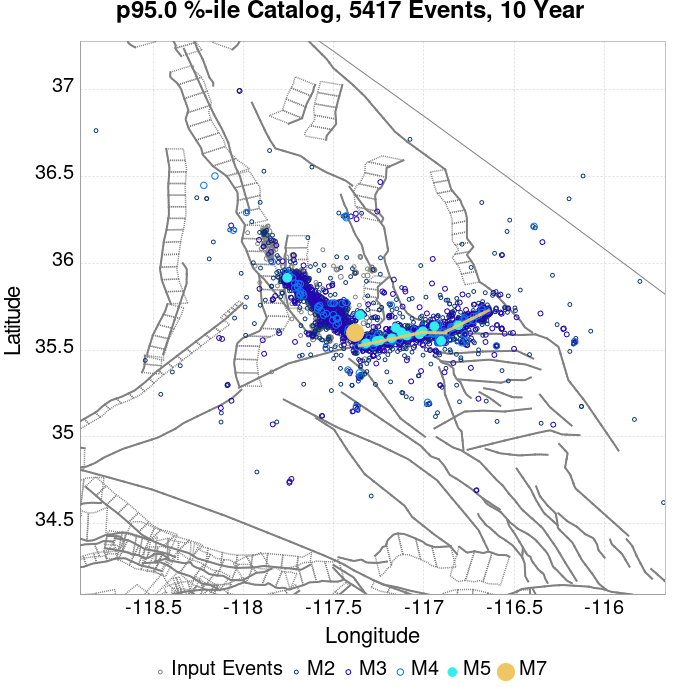 p95.0 %-ile Catalog, 5417 Events, 10 Year
37
36.5
36
35.5
35
34.5
Latitude
-118.5 -118 -117.5 -117 -116.5 -116
Longitude
Input Events M2 M3 M4 M5 M7